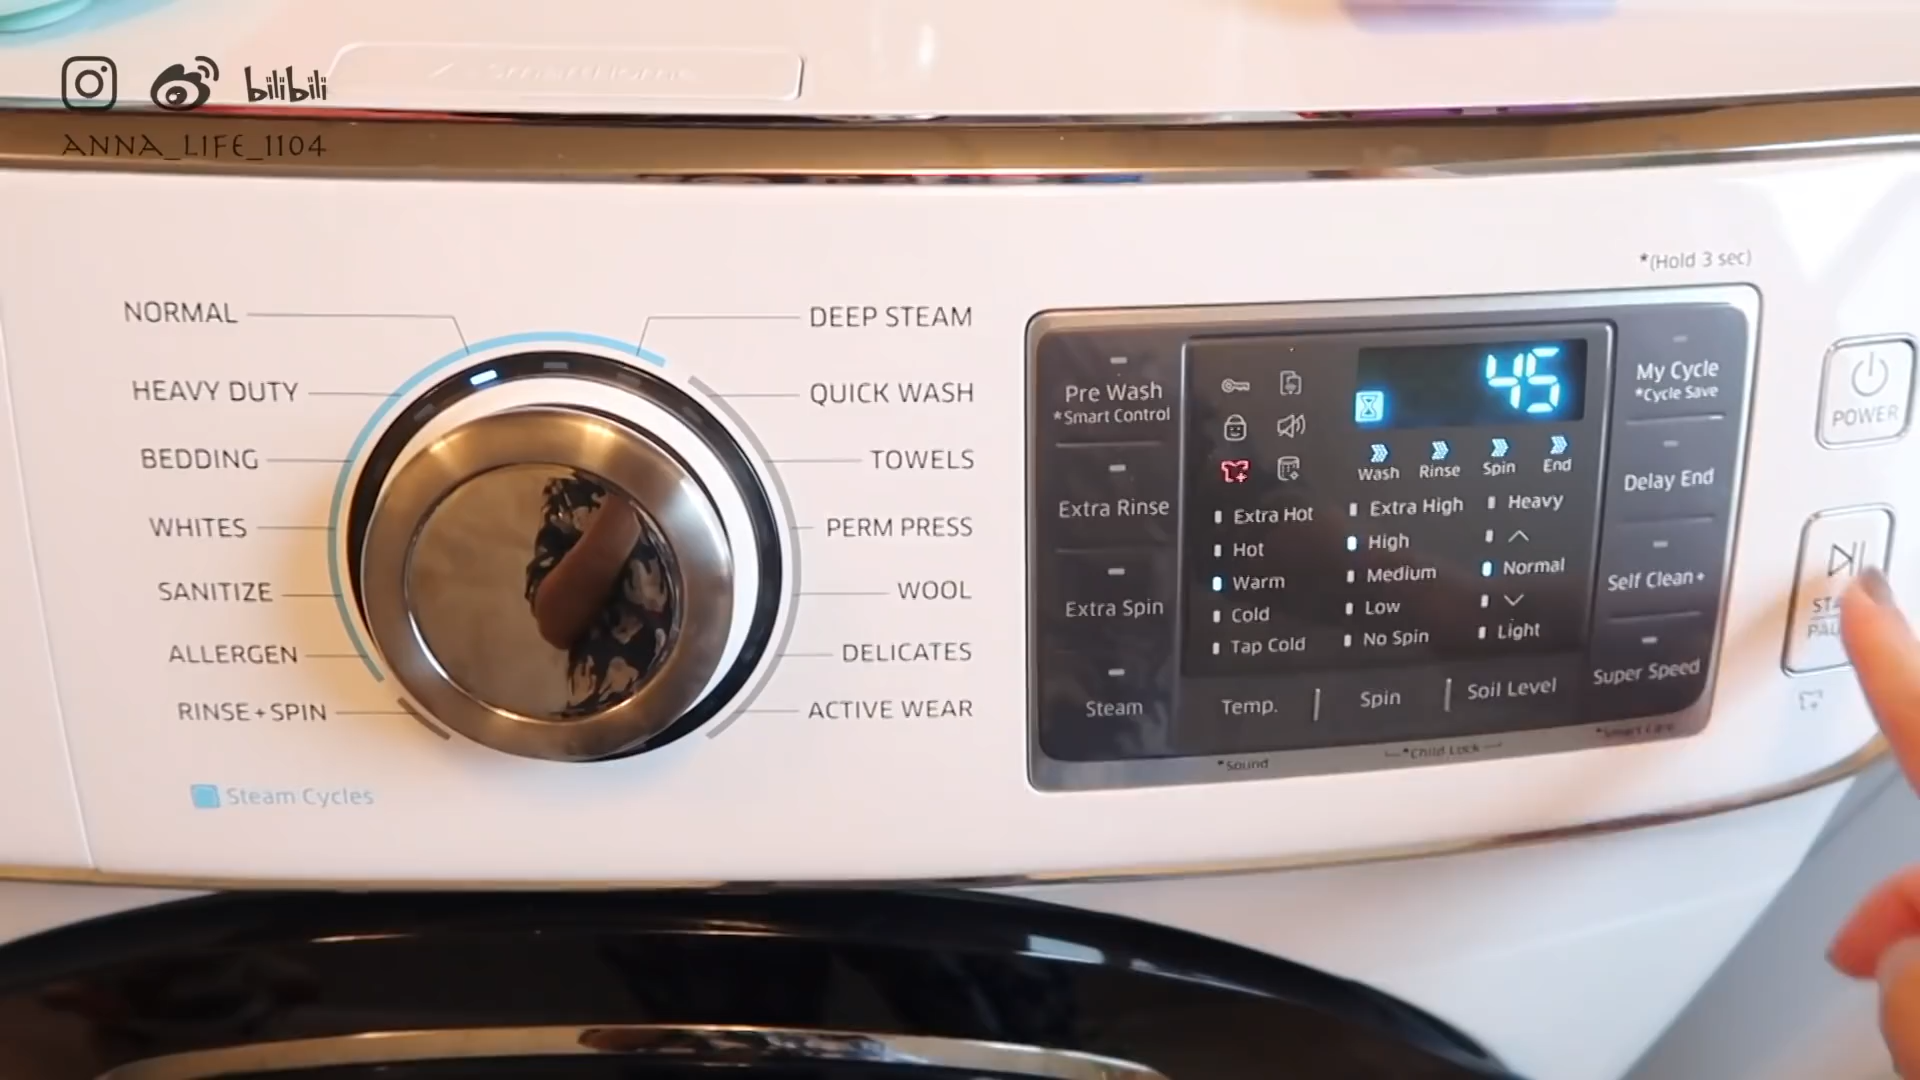 bilibili
ANNA_LIFE_1104
*(Hold 3 sec)
NORMAL
HEAVY DUTY
BEDDING
WHITES
SANITIZE
ALLERGEN
RINSE+SPIN
Steam Cycles
DEEP STEAM
QUICK WASH
TOWELS
PERM PRESS
WOOL
DELICATES
ACTIVE WEAR
Pre Wash
*Smart Control
Extra Rinse
Extra Spin
Steam
45
Wash Rinse Spin End
Extra Hot
Hot
Warm
Cold
Tap Cold
Temp.
Extra High
High
Medium
Low
No Spin
Spin
Heavy
Normal
Light
Soil Level
My Cycle
*Cycle Save
Delay End
Self Clean+
Super Speed
*Sound
*Child Lock
*Smart Care
POWER